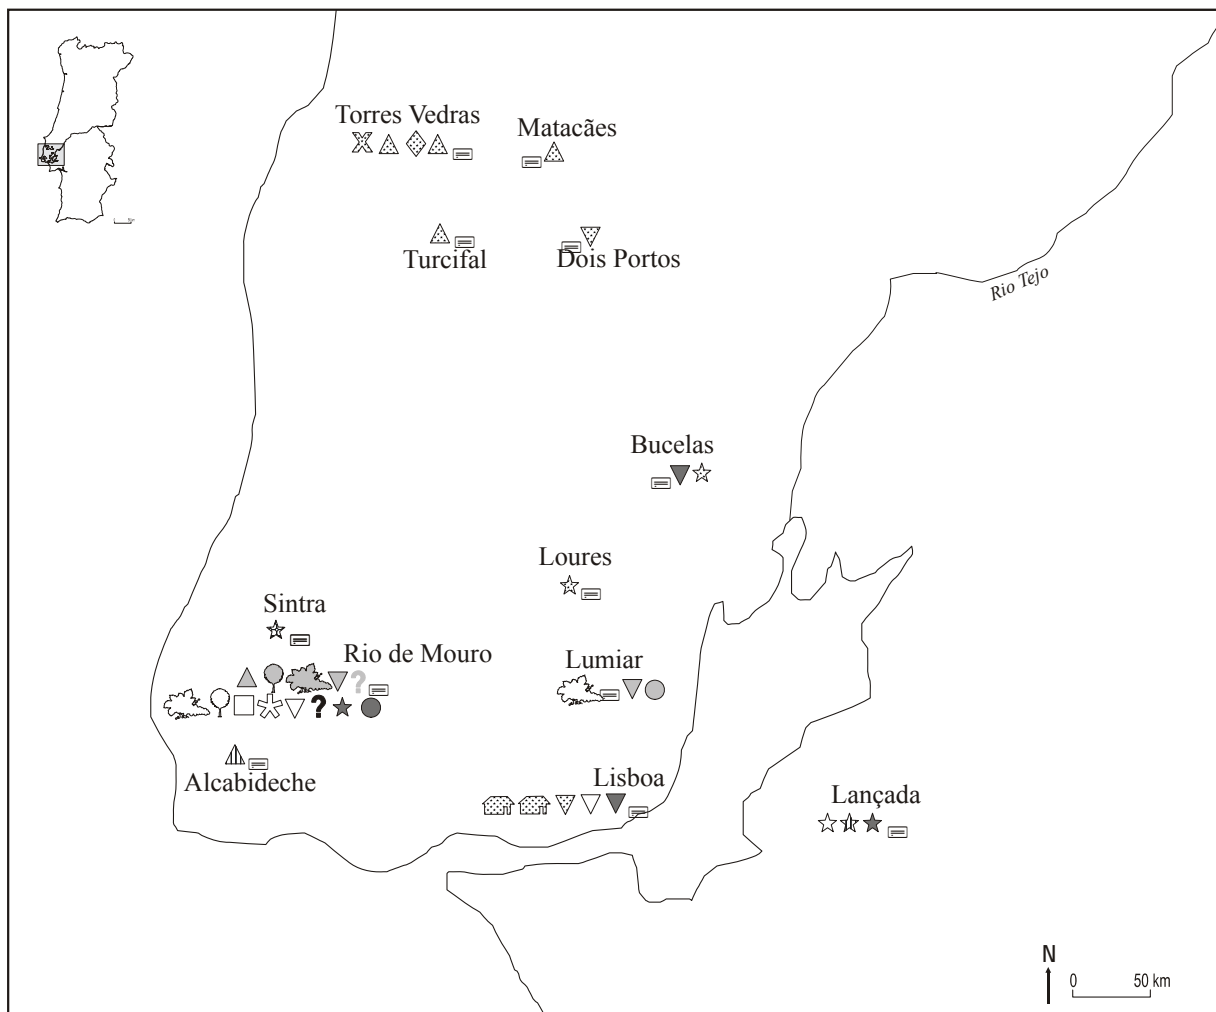 Torres Vedras
Matacães
Turcifal
Dois Portos
Rio Tejo
Bucelas
Loures
Sintra
Rio de Mouro
Lumiar
?
?
Alcabideche
Lisboa
Lançada
N
0 50 km